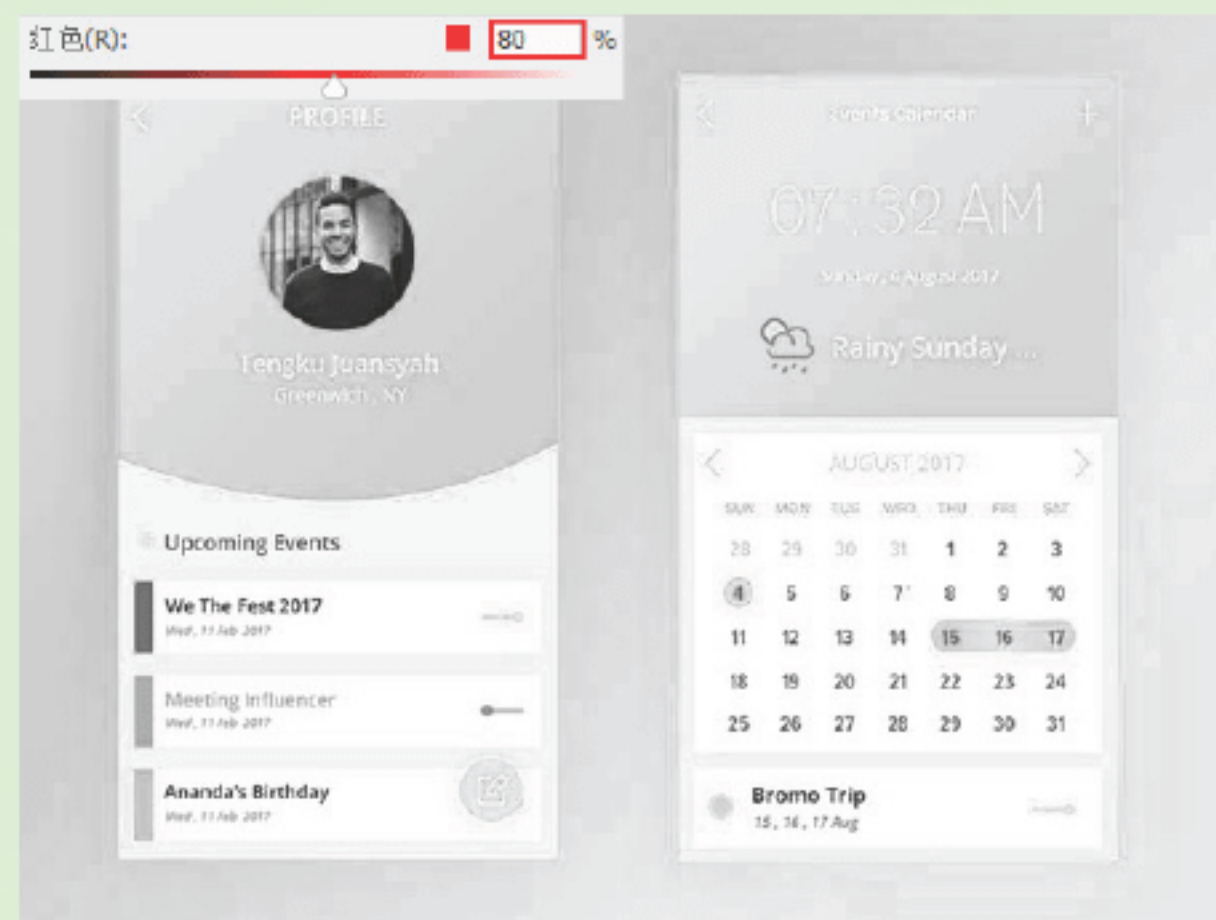 红色(R): 80 %
PROFILE
Tengku Juansyah
Greenwich , NY
Upcoming Events
We The Fest 2017
Wed, 11 Feb 2017
Meeting Influencer
Wed, 11 Feb 2017
Ananda's Birthday
Wed, 11 Feb 2017
Events Calendar
07 : 32 AM
Sunday , 6 August 2017
Rainy Sunday ...
AUGUST 2017
SUN MON TUE WED THU FRI SAT
28 29 30 31 1 2 3
4 5 6 7 8 9 10
11 12 13 14 15 16 17
18 19 20 21 22 23 24
25 26 27 28 29 30 31
Bromo Trip
15 , 16 , 17 Aug